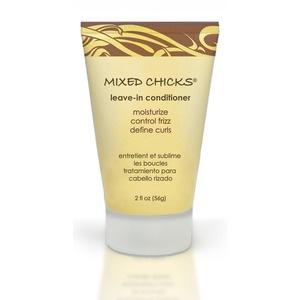 MIXED CHICKS®
leave-in conditioner
moisturize
control frizz
define curls
entretient et sublime
les boucles
tratamiento para
cabello rizado
2 fl oz (56g)